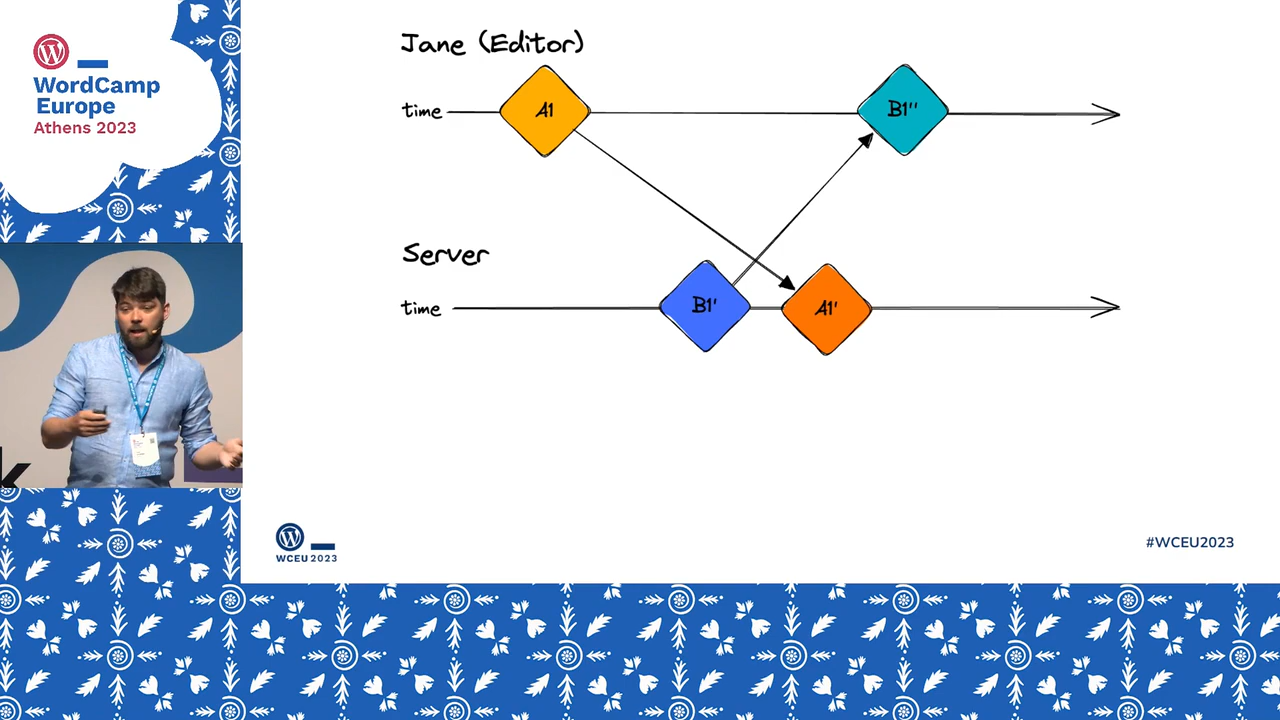 WordCamp
Europe
Athens 2023
Jane (Editor)
time
A1
B1''
Server
time
B1'
A1'
WCEU 2023
#WCEU2023